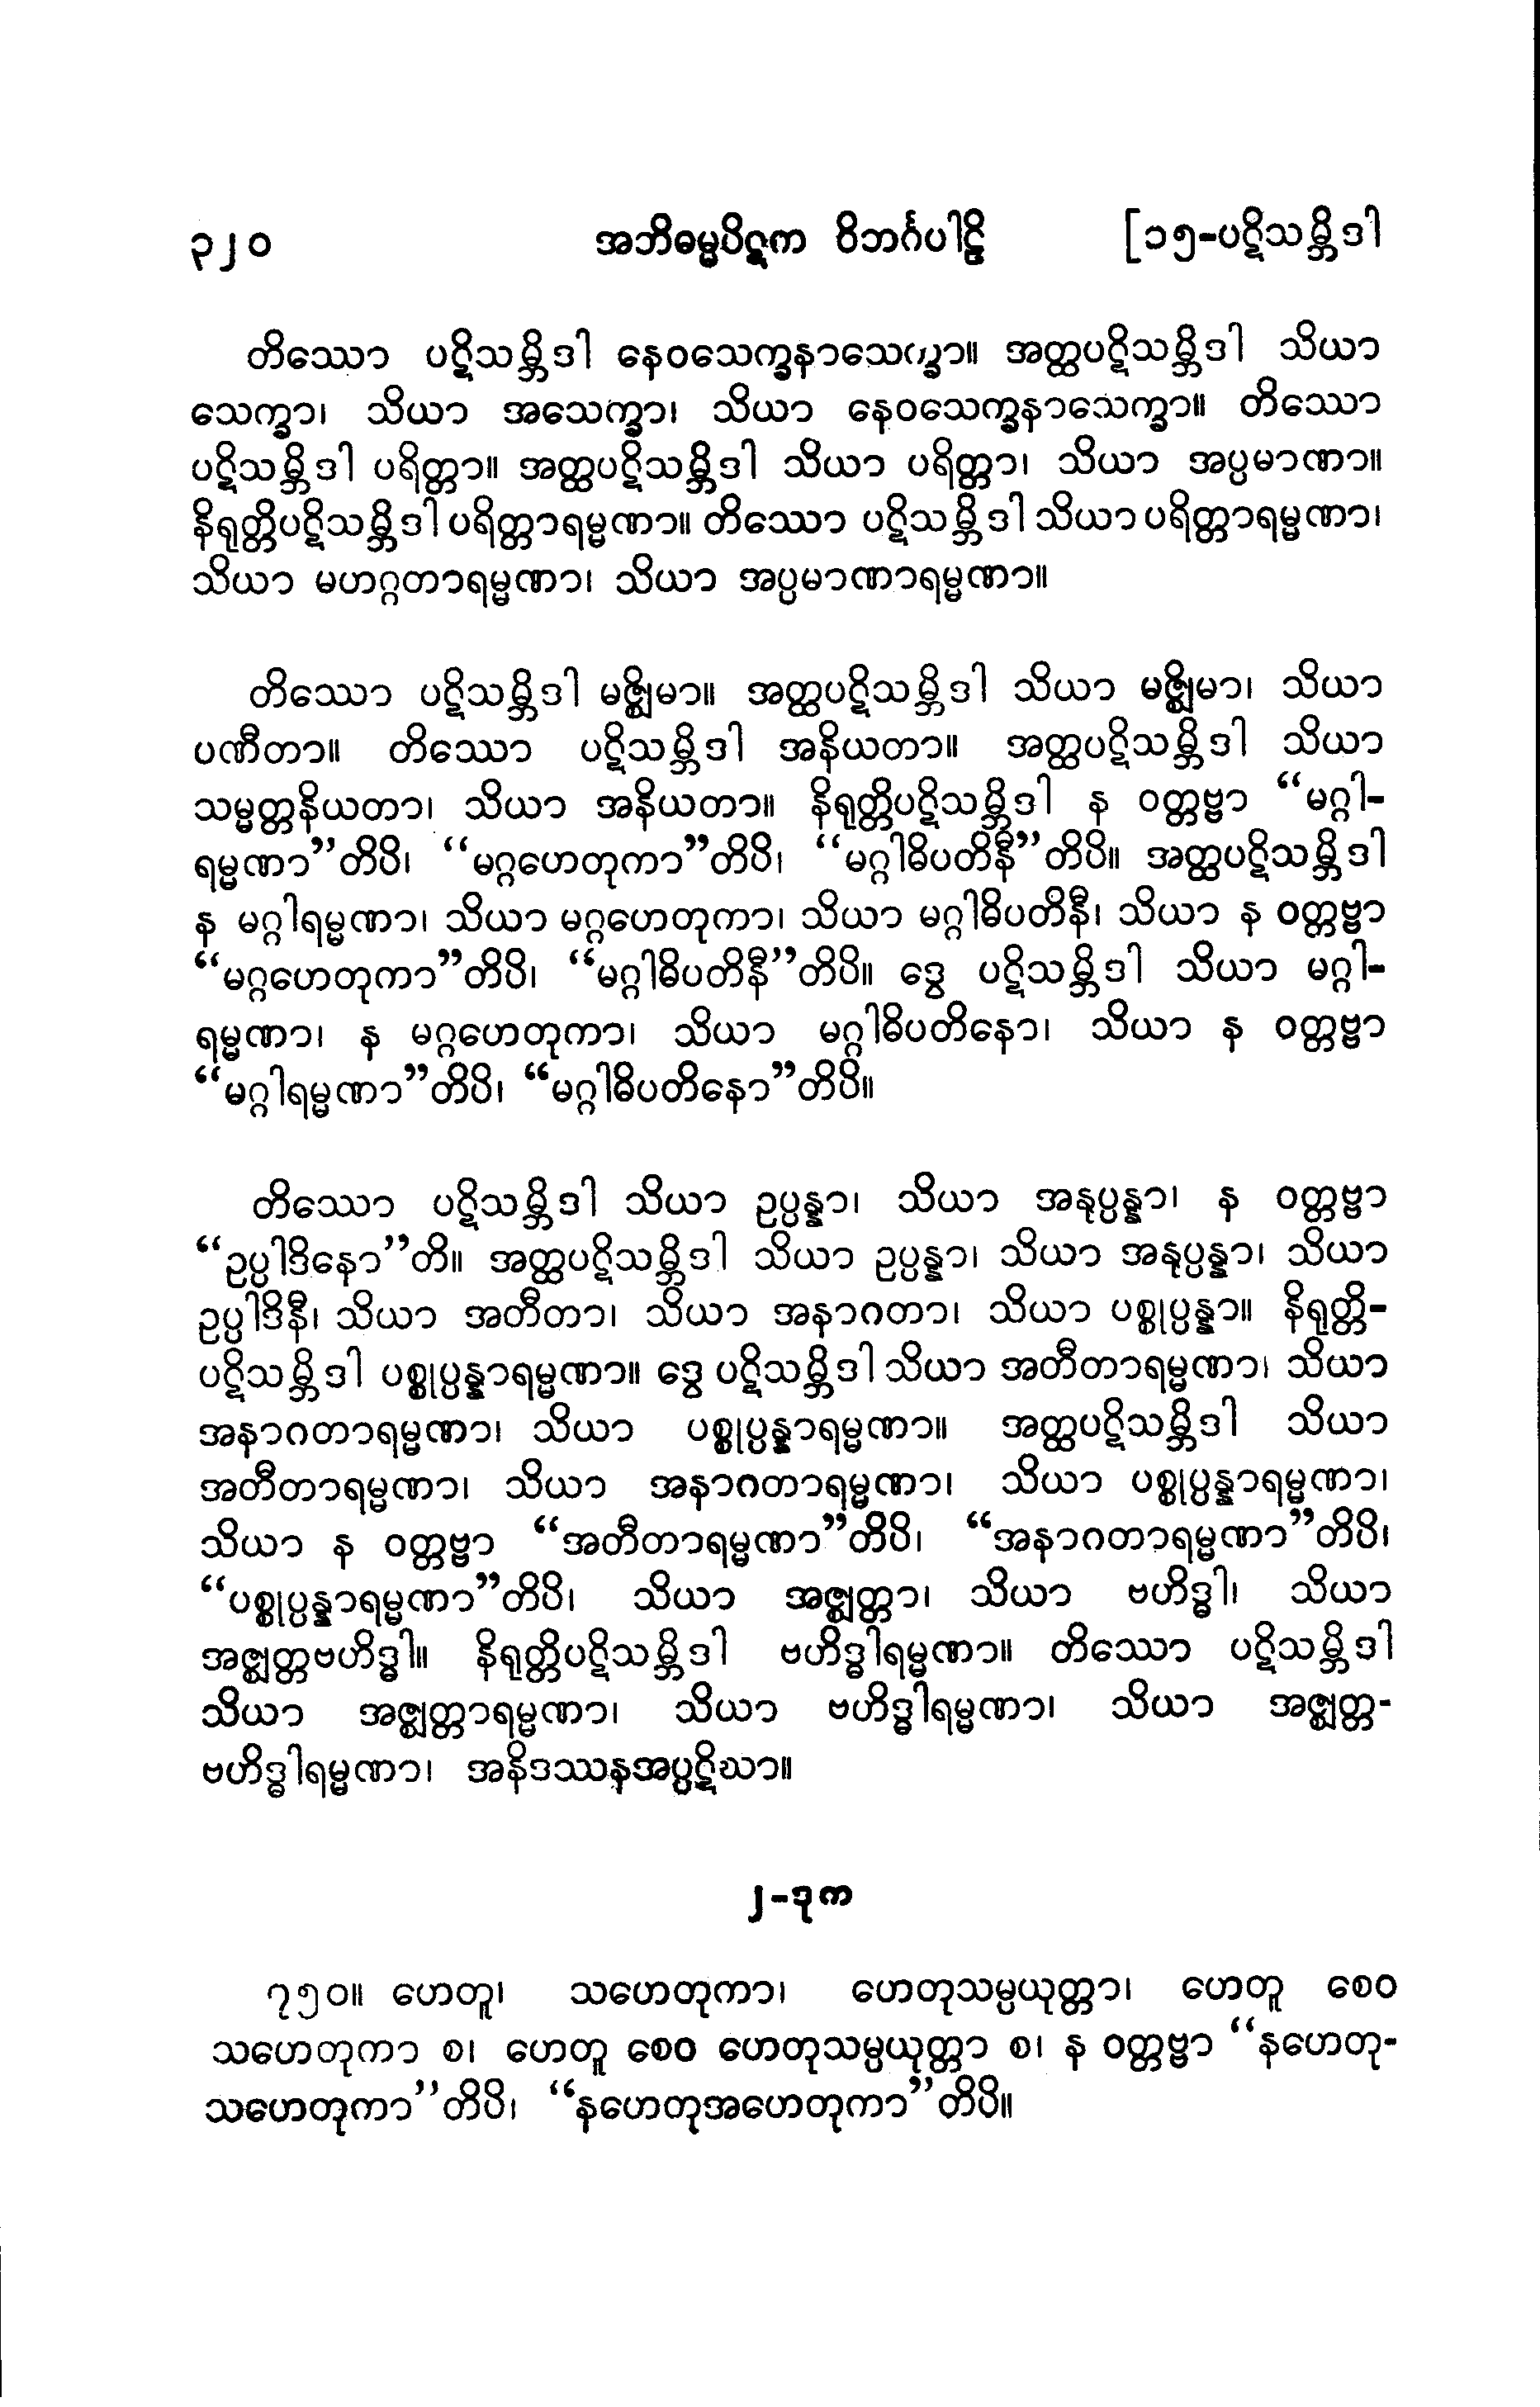 ၃၂၀ အဘိဓမ္မပိဋက ဝိဘင်္ဂပါဠိ [၁၅-ပဋိသမ္ဘိဒါ
တိဿော ပဋိသမ္ဘိဒါ နေဝသေက္ခနာသေက္ခာ။ အတ္ထပဋိသမ္ဘိဒါ သိယာ
သေက္ခာ၊ သိယာ အသေက္ခာ၊ သိယာ နေဝသေက္ခနာသေက္ခာ။ တိဿော
ပဋိသမ္ဘိဒါ ပရိတ္တာ။ အတ္ထပဋိသမ္ဘိဒါ သိယာ ပရိတ္တာ၊ သိယာ အပ္ပမာဏာ။
နိရုတ္တိပဋိသမ္ဘိဒါ ပရိတ္တာရမ္မဏာ။ တိဿော ပဋိသမ္ဘိဒါ သိယာ ပရိတ္တာရမ္မဏာ၊
သိယာ မဟဂ္ဂတာရမ္မဏာ၊ သိယာ အပ္ပမာဏာရမ္မဏာ။
တိဿော ပဋိသမ္ဘိဒါ မဇ္ဈိမာ။ အတ္ထပဋိသမ္ဘိဒါ သိယာ မဇ္ဈိမာ၊ သိယာ
ပဏီတာ။ တိဿော ပဋိသမ္ဘိဒါ အနိယတာ။ အတ္ထပဋိသမ္ဘိဒါ သိယာ
သမ္မတ္တနိယတာ၊ သိယာ အနိယတာ။ နိရုတ္တိပဋိသမ္ဘိဒါ န ဝတ္တဗ္ဗာ “မဂ္ဂါ-
ရမ္မဏာ”တိပိ၊ “မဂ္ဂဟေတုကာ”တိပိ၊ “မဂ္ဂါဓိပတိနီ”တိပိ။ အတ္ထပဋိသမ္ဘိဒါ
န မဂ္ဂါရမ္မဏာ၊ သိယာ မဂ္ဂဟေတုကာ၊ သိယာ မဂ္ဂါဓိပတိနီ၊ သိယာ န ဝတ္တဗ္ဗာ
“မဂ္ဂဟေတုကာ”တိပိ၊ “မဂ္ဂါဓိပတိနီ”တိပိ။ ဒွေ ပဋိသမ္ဘိဒါ သိယာ မဂ္ဂါ-
ရမ္မဏာ၊ န မဂ္ဂဟေတုကာ၊ သိယာ မဂ္ဂါဓိပတိနော၊ သိယာ န ဝတ္တဗ္ဗာ
“မဂ္ဂါရမ္မဏာ”တိပိ၊ “မဂ္ဂါဓိပတိနော”တိပိ။
တိဿော ပဋိသမ္ဘိဒါ သိယာ ဥပ္ပန္နာ၊ သိယာ အနုပ္ပန္နာ၊ န ဝတ္တဗ္ဗာ
“ဥပ္ပါဒိနော”တိ။ အတ္ထပဋိသမ္ဘိဒါ သိယာ ဥပ္ပန္နာ၊ သိယာ အနုပ္ပန္နာ၊ သိယာ
ဥပ္ပါဒိနီ၊ သိယာ အတီတာ၊ သိယာ အနာဂတာ၊ သိယာ ပစ္စုပ္ပန္နာ။ နိရုတ္တိ-
ပဋိသမ္ဘိဒါ ပစ္စုပ္ပန္နာရမ္မဏာ။ ဒွေ ပဋိသမ္ဘိဒါ သိယာ အတီတာရမ္မဏာ၊ သိယာ
အနာဂတာရမ္မဏာ၊ သိယာ ပစ္စုပ္ပန္နာရမ္မဏာ။ အတ္ထပဋိသမ္ဘိဒါ သိယာ
အတီတာရမ္မဏာ၊ သိယာ အနာဂတာရမ္မဏာ၊ သိယာ ပစ္စုပ္ပန္နာရမ္မဏာ၊
သိယာ န ဝတ္တဗ္ဗာ “အတီတာရမ္မဏာ”တိပိ၊ “အနာဂတာရမ္မဏာ”တိပိ၊
“ပစ္စုပ္ပန္နာရမ္မဏာ”တိပိ၊ သိယာ အဇ္ဈတ္တာ၊ သိယာ ဗဟိဒ္ဓါ၊ သိယာ
အဇ္ဈတ္တဗဟိဒ္ဓါ။ နိရုတ္တိပဋိသမ္ဘိဒါ ဗဟိဒ္ဓါရမ္မဏာ။ တိဿော ပဋိသမ္ဘိဒါ
သိယာ အဇ္ဈတ္တာရမ္မဏာ၊ သိယာ ဗဟိဒ္ဓါရမ္မဏာ၊ သိယာ အဇ္ဈတ္တ-
ဗဟိဒ္ဓါရမ္မဏာ၊ အနိဒဿနအပ္ပဋိဃာ။
၂-ဒုက
၇၅၀။ ဟေတူ၊ သဟေတုကာ၊ ဟေတုသမ္ပယုတ္တာ၊ ဟေတူ စေဝ
သဟေတုကာ စ၊ ဟေတူ စေဝ ဟေတုသမ္ပယုတ္တာ စ၊ န ဝတ္တဗ္ဗာ “နဟေတု-
သဟေတုကာ”တိပိ၊ “နဟေတုအဟေတုကာ”တိပိ။